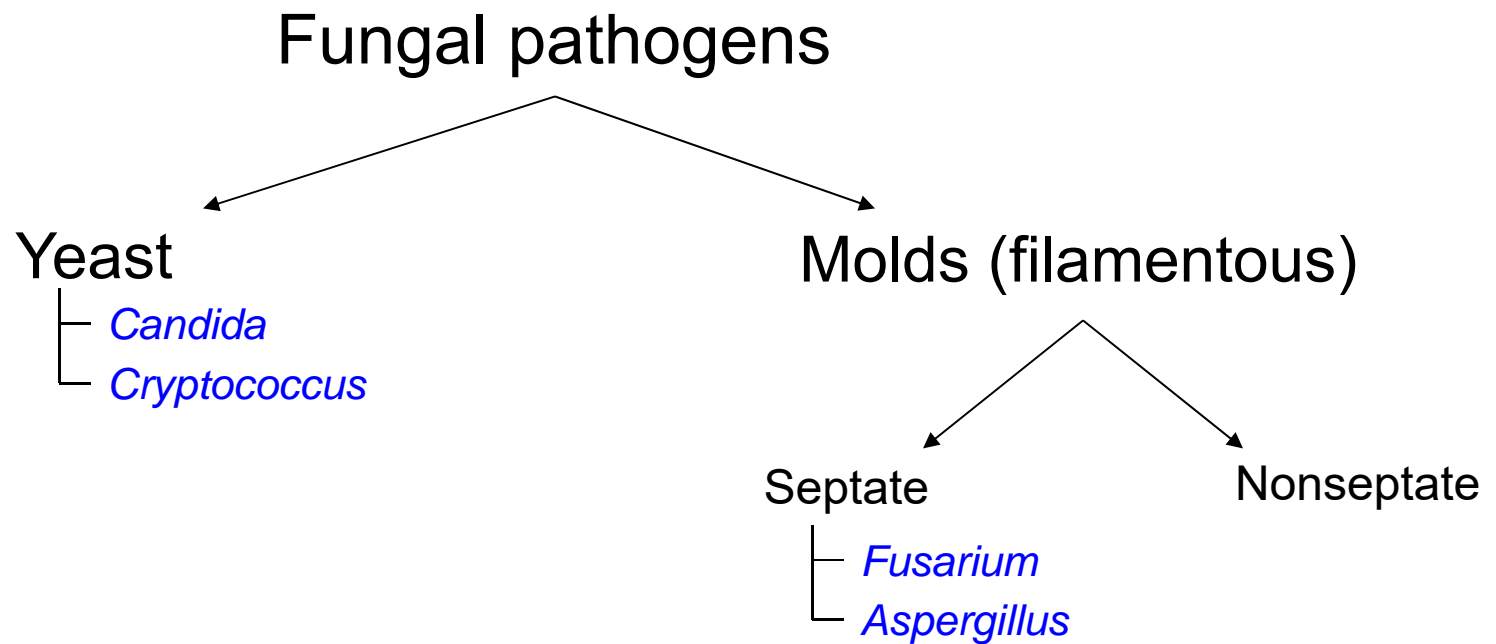 Fungal pathogens
Yeast
Candida
Cryptococcus
Molds (filamentous)
Septate
Fusarium
Aspergillus
Nonseptate